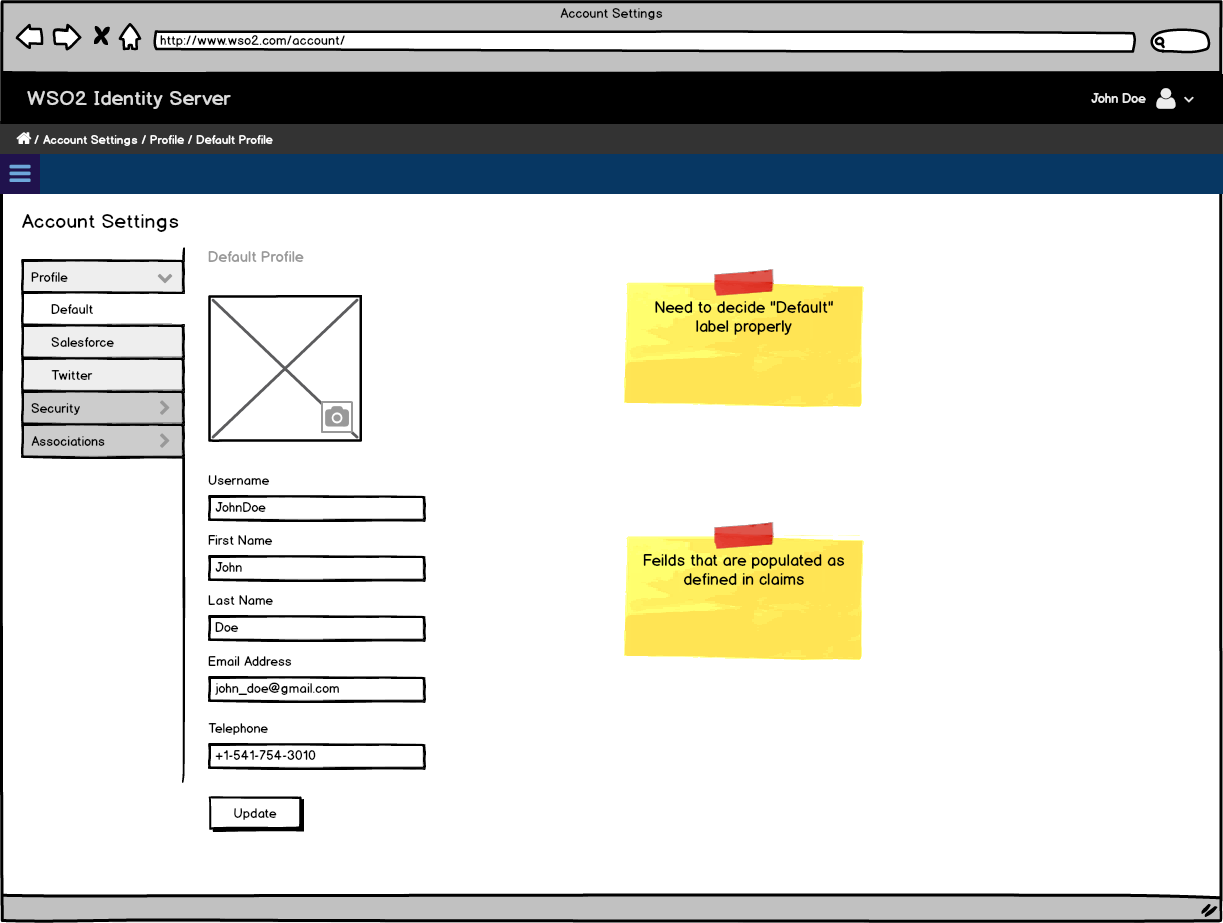 Account Settings
http://www.wso2.com/account/
WSO2 Identity Server
John Doe
/ Account Settings / Profile / Default Profile
Account Settings
Profile
Default
Salesforce
Twitter
Security
Associations
Default Profile
Username
JohnDoe
First Name
John
Last Name
Doe
Email Address
john_doe@gmail.com
Telephone
+1-541-754-3010
Update
Need to decide "Default"
label properly
Feilds that are populated as
defined in claims